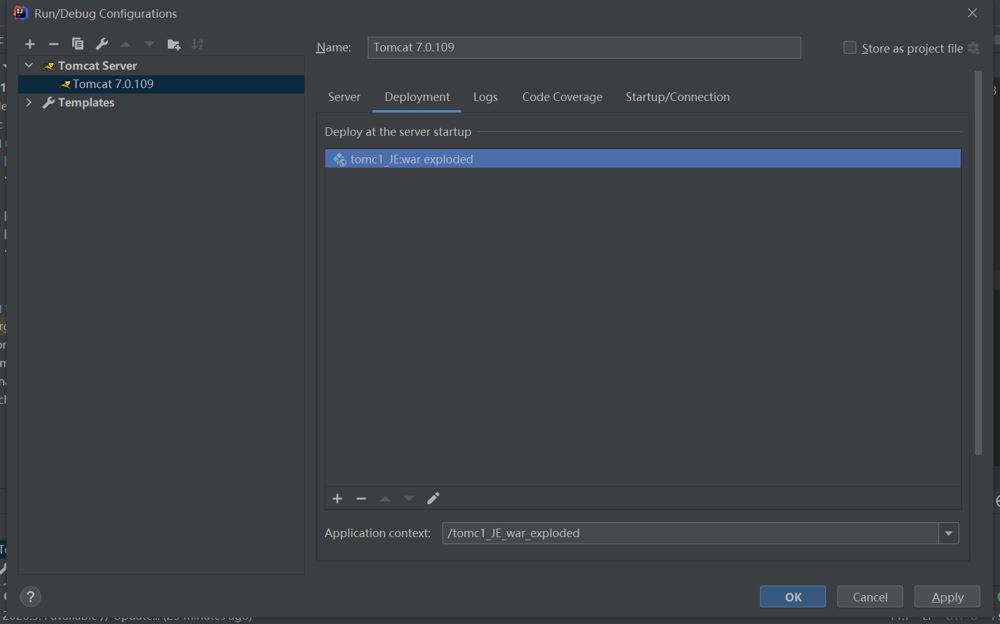 Run/Debug Configurations
Name:
Tomcat 7.0.109
Store as project file
Tomcat Server
Tomcat 7.0.109
Templates
Server
Deployment
Logs
Code Coverage
Startup/Connection
Deploy at the server startup
tomc1_JE:war exploded
Application context:
/tomc1_JE_war_exploded
?
OK
Cancel
Apply